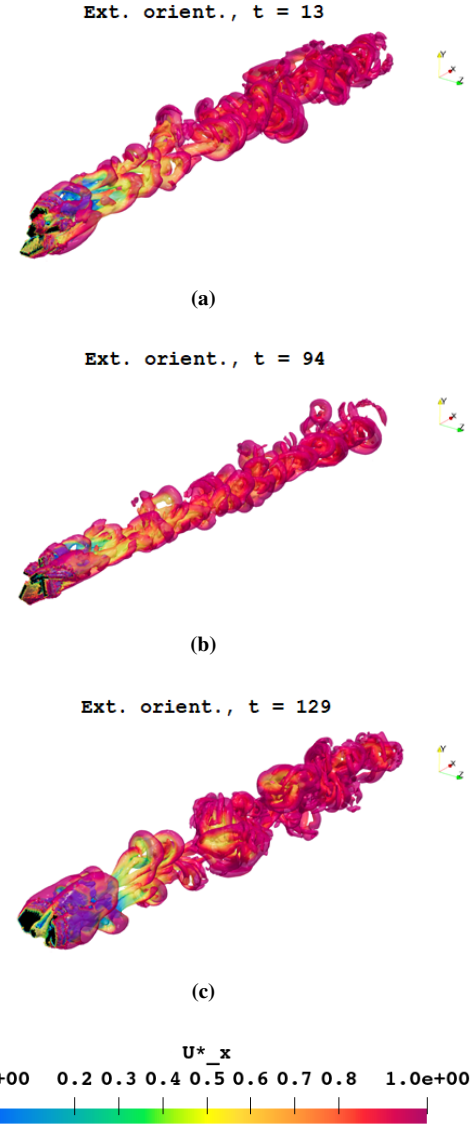 Ext. orient., t = 13
Y
X
Z
(a)
Ext. orient., t = 94
Y
X
Z
(b)
Ext. orient., t = 129
Y
X
Z
(c)
U*_x
+00 0.2 0.3 0.4 0.5 0.6 0.7 0.8 1.0e+00